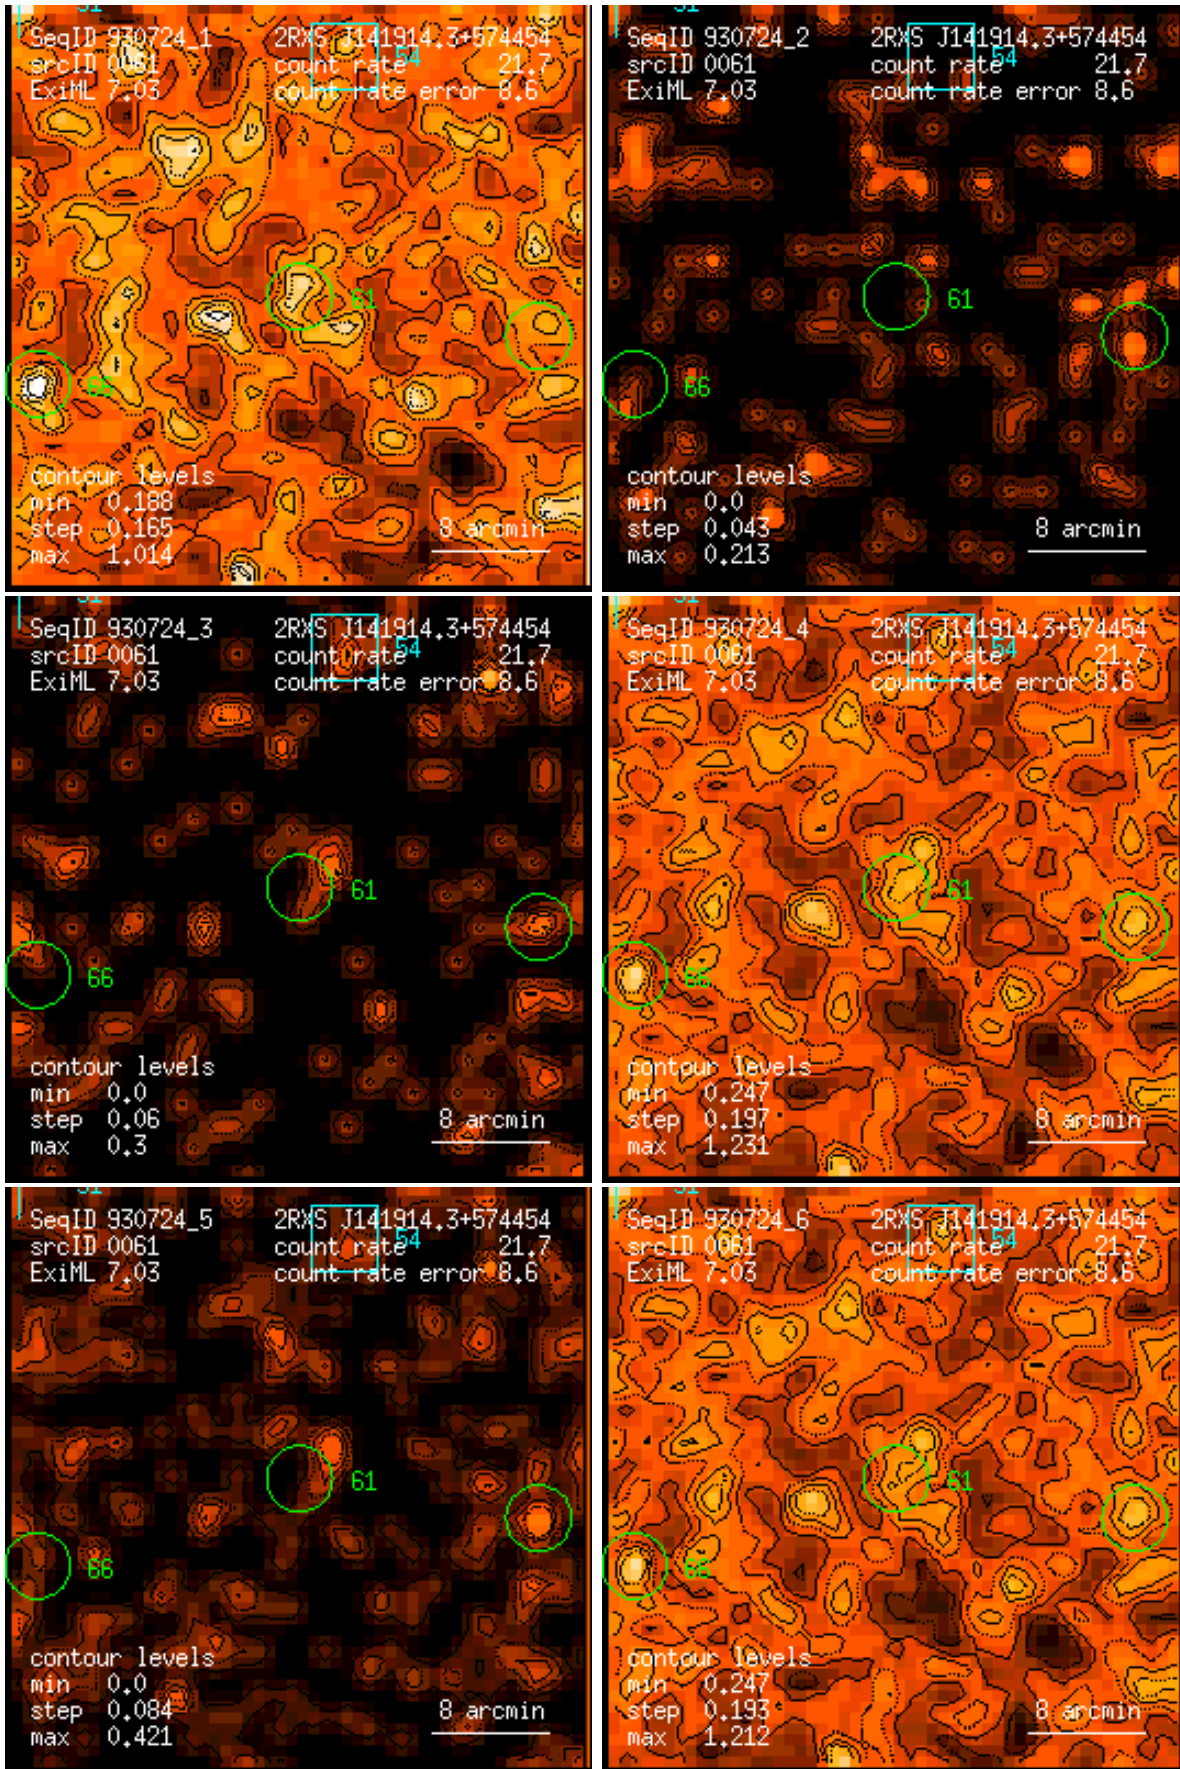 51
SeqID 930724_1 2RXS J141914.3+574454
srcID 0061 count rate 54 21.7
ExiML 7.03 count rate error 8.6
61
66
contour levels
min 0.188
step 0.165 8 arcmin
max 1.014
51
SeqID 930724_2 2RXS J141914.3+574454
srcID 0061 count rate 54 21.7
ExiML 7.03 count rate error 8.6
61
66
contour levels
min 0.0
step 0.043 8 arcmin
max 0.213
51
SeqID 930724_3 2RXS J141914.3+574454
srcID 0061 count rate 54 21.7
ExiML 7.03 count rate error 8.6
61
66
contour levels
min 0.0
step 0.06 8 arcmin
max 0.3
51
SeqID 930724_4 2RXS J141914.3+574454
srcID 0061 count rate 54 21.7
ExiML 7.03 count rate error 8.6
61
66
contour levels
min 0.247
step 0.197 8 arcmin
max 1.231
51
SeqID 930724_5 2RXS J141914.3+574454
srcID 0061 count rate 54 21.7
ExiML 7.03 count rate error 8.6
61
66
contour levels
min 0.0
step 0.084 8 arcmin
max 0.421
51
SeqID 930724_6 2RXS J141914.3+574454
srcID 0061 count rate 54 21.7
ExiML 7.03 count rate error 8.6
61
66
contour levels
min 0.247
step 0.193 8 arcmin
max 1.212